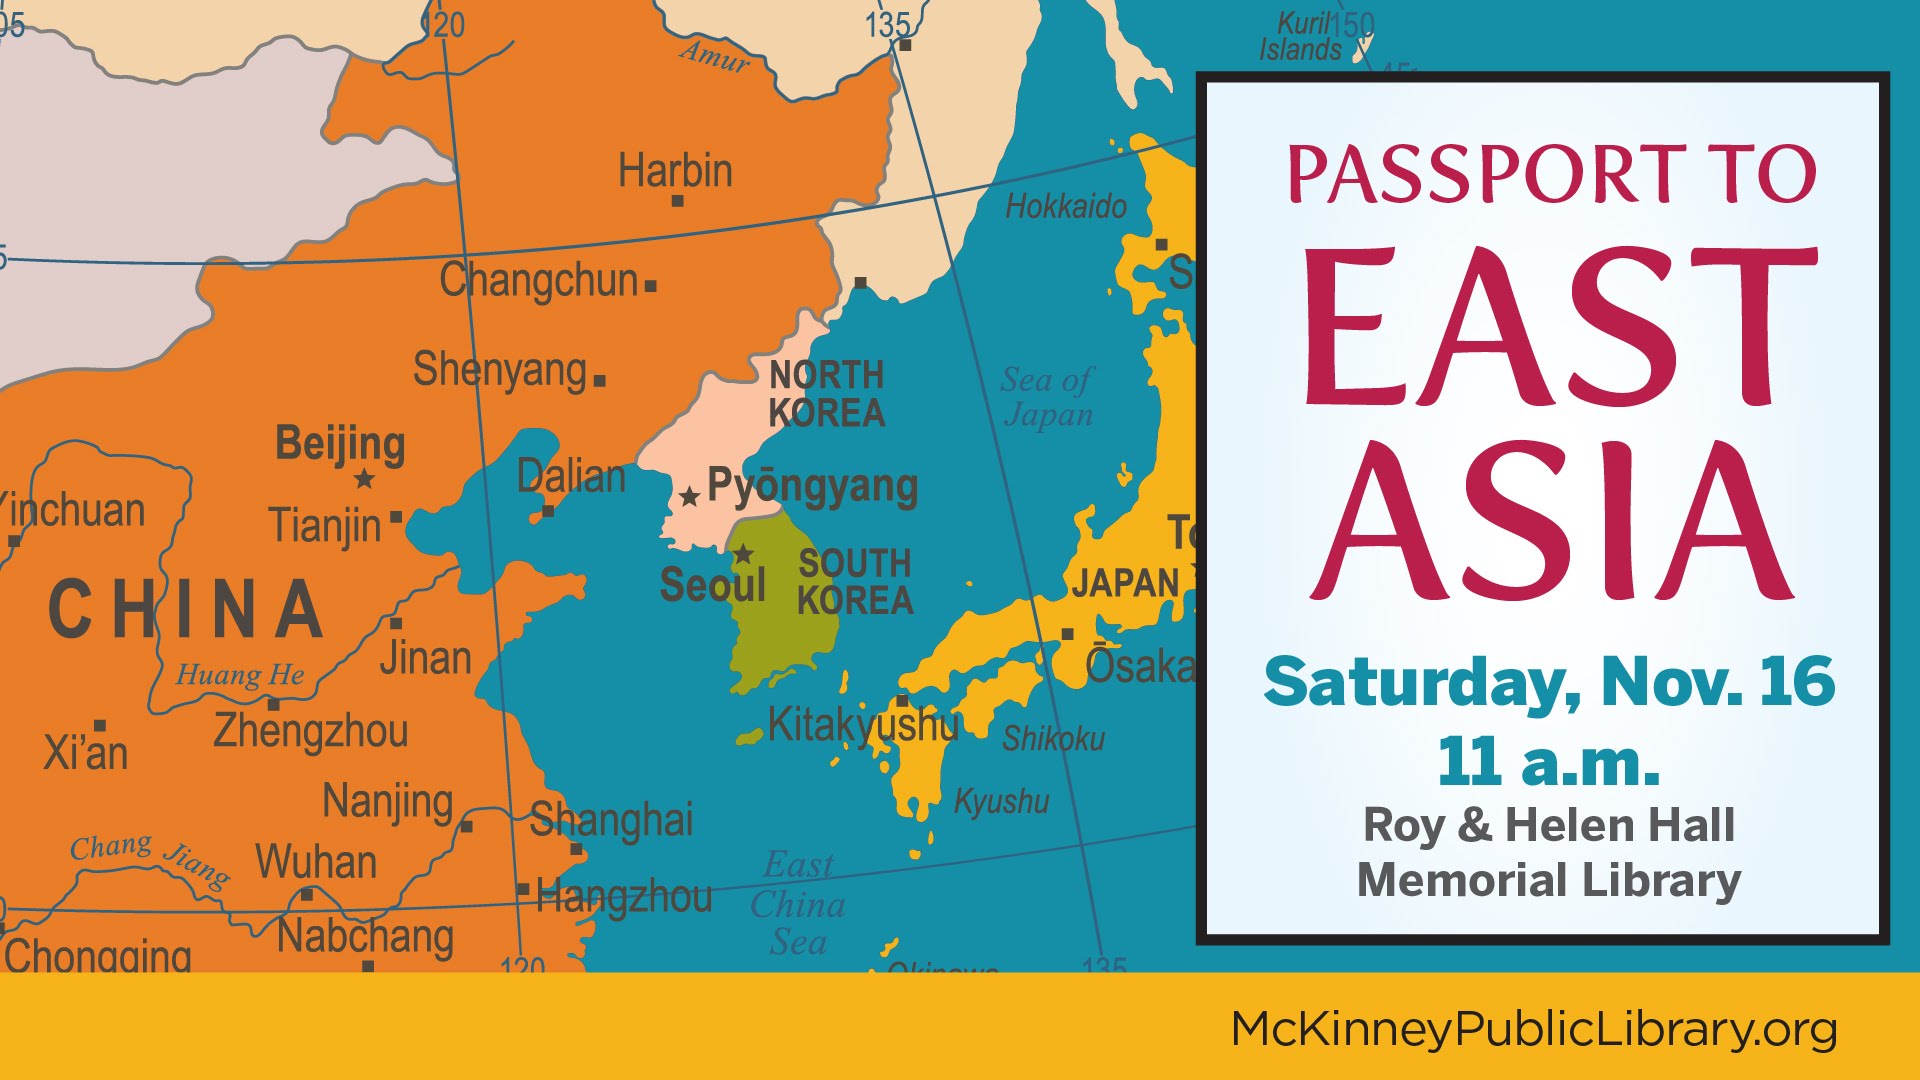 05
120
135
Kuril
Islands
150
45°
Amur
Harbin
Hokkaido
Changchun
Shenyang
NORTH
KOREA
Sea of
Japan
Beijing
Dalian
Pyōngyang
Yinchuan
Tianjin
SOUTH
KOREA
Seoul
JAPAN
CHINA
Jinan
Ōsaka
Huang He
Zhengzhou
Xi'an
Kitakyushu
Shikoku
Nanjing
Shanghai
Kyushu
Chang Jiang
Wuhan
East
China
Sea
Hangzhou
Nabchang
Chongqing
120
Okinawa
135
PASSPORT TO
EAST
ASIA
Saturday, Nov. 16
11 a.m.
Roy & Helen Hall
Memorial Library
McKinneyPublicLibrary.org